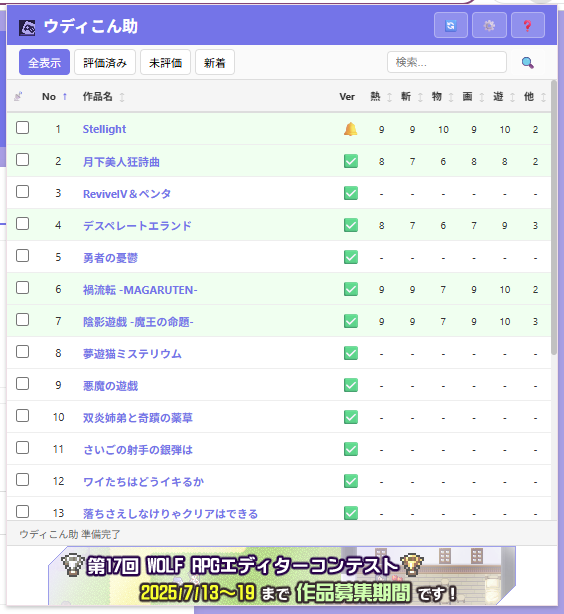 ウディこん助
全表示 評価済み 未評価 新着 検索...
No ↑ 作品名 Ver 熱 斬 物 画 遊 他
1 Stellight 9 9 10 9 10 2
2 月下美人狂詩曲 8 7 6 8 8 2
3 ReviveIV＆ペンタ - - - - - -
4 デスペレートエランド 8 7 6 7 9 3
5 勇者の憂鬱 - - - - - -
6 禍流転 -MAGARUTEN- 9 9 7 9 10 2
7 陰影遊戯 -魔王の命題- 9 9 7 9 10 3
8 夢遊猫ミステリウム - - - - - -
9 悪魔の遊戯 - - - - - -
10 双炎姉弟と奇蹟の薬草 - - - - - -
11 さいごの射手の銀弾は - - - - - -
12 ワイたちはどうイキるか - - - - - -
13 落ちさえしなけりゃクリアはできる - - - - - -
ウディこん助 準備完了
第17回 WOLF RPGエディターコンテスト
2025/7/13～19 まで 作品募集期間 です！